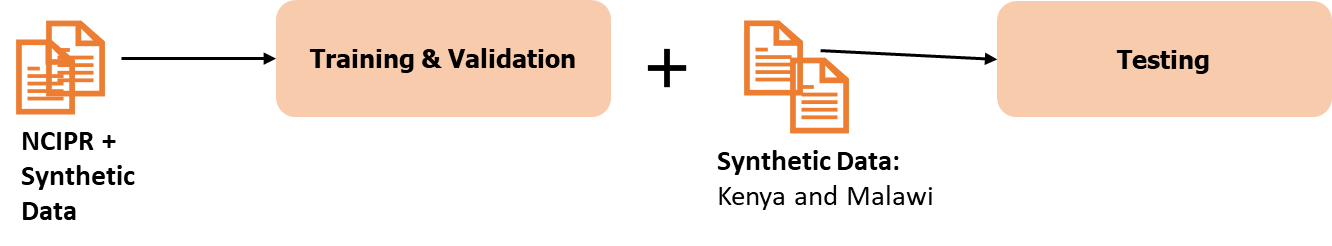 Training & Validation
+
Testing
NCIPR +
Synthetic
Data
Synthetic Data:
Kenya and Malawi